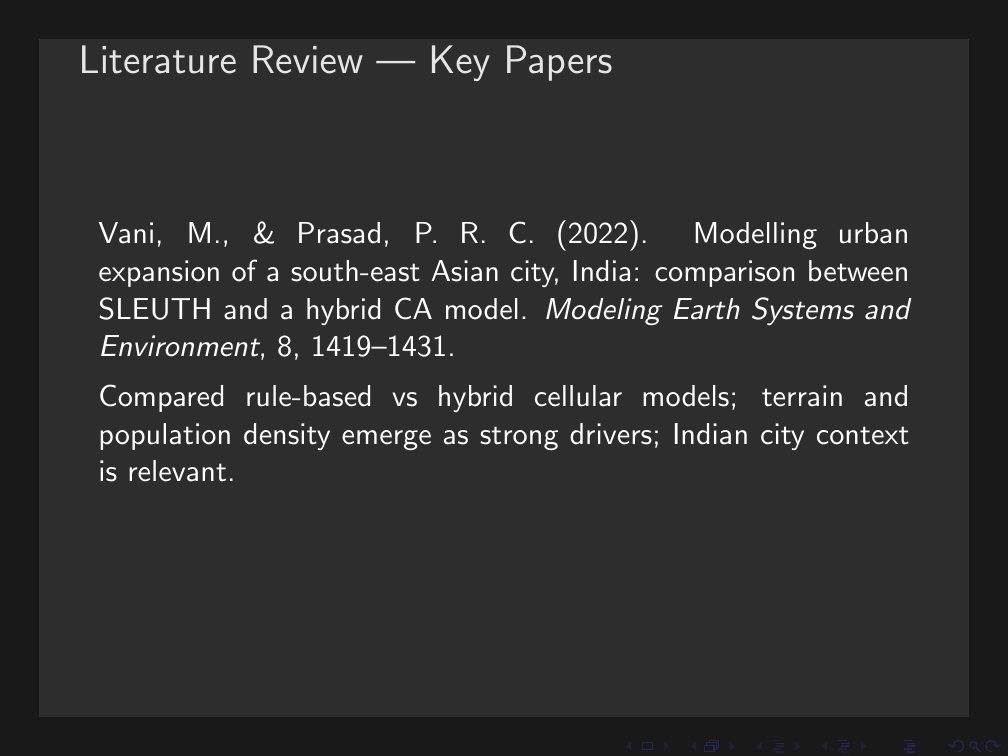 Literature Review — Key Papers
Vani, M., & Prasad, P. R. C. (2022). Modelling urban
expansion of a south-east Asian city, India: comparison between
SLEUTH and a hybrid CA model. Modeling Earth Systems and
Environment, 8, 1419–1431.
Compared rule-based vs hybrid cellular models; terrain and
population density emerge as strong drivers; Indian city context
is relevant.